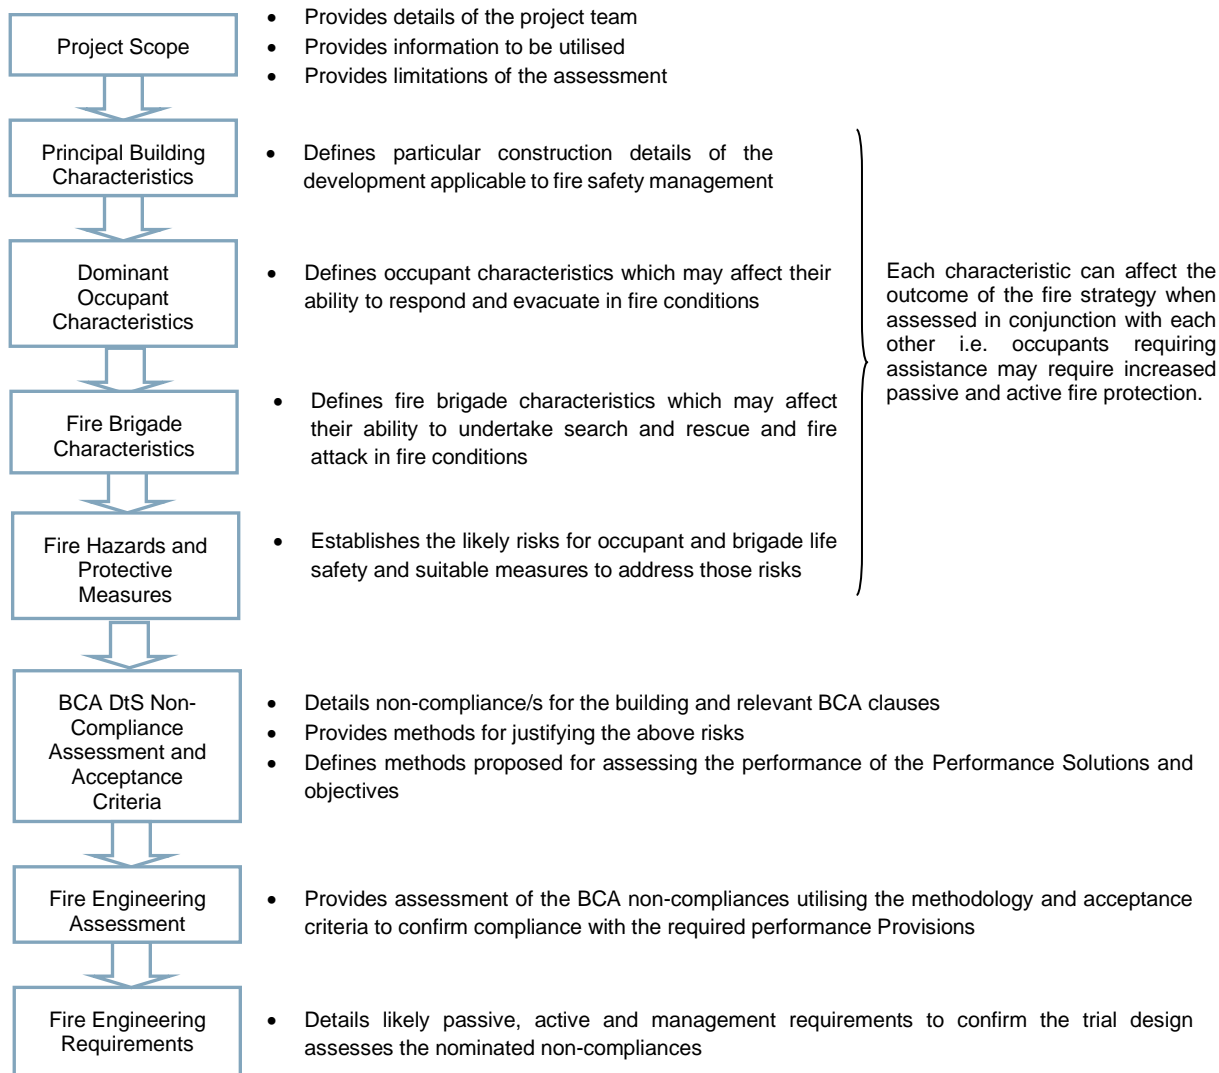 Project Scope
• Provides details of the project team
• Provides information to be utilised
• Provides limitations of the assessment
Principal Building
Characteristics
• Defines particular construction details of the
development applicable to fire safety management
Dominant
Occupant
Characteristics
• Defines occupant characteristics which may affect their
ability to respond and evacuate in fire conditions
Fire Brigade
Characteristics
• Defines fire brigade characteristics which may affect
their ability to undertake search and rescue and fire
attack in fire conditions
Fire Hazards and
Protective
Measures
• Establishes the likely risks for occupant and brigade life
safety and suitable measures to address those risks
Each characteristic can affect the
outcome of the fire strategy when
assessed in conjunction with each
other i.e. occupants requiring
assistance may require increased
passive and active fire protection.
BCA DtS Non-
Compliance
Assessment and
Acceptance
Criteria
• Details non-compliance/s for the building and relevant BCA clauses
• Provides methods for justifying the above risks
• Defines methods proposed for assessing the performance of the Performance Solutions and
objectives
Fire Engineering
Assessment
• Provides assessment of the BCA non-compliances utilising the methodology and acceptance
criteria to confirm compliance with the required performance Provisions
Fire Engineering
Requirements
• Details likely passive, active and management requirements to confirm the trial design
assesses the nominated non-compliances